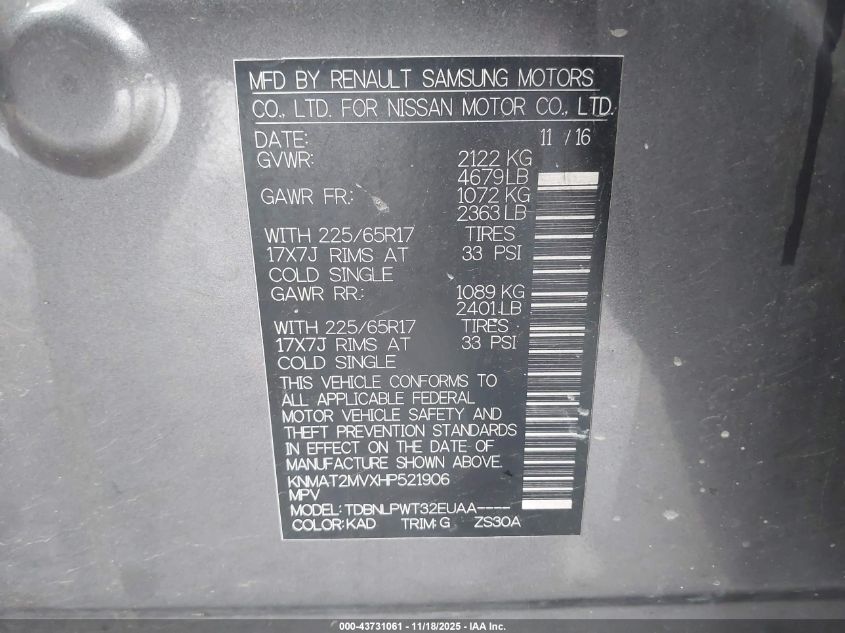 MFD BY RENAULT SAMSUNG MOTORS
CO., LTD. FOR NISSAN MOTOR CO., LTD.
DATE: 11 / 16
GVWR: 2122 KG
4679LB
GAWR FR.: 1072 KG
2363 LB
WITH 225/65R17 TIRES
17X7J RIMS AT 33 PSI
COLD SINGLE
GAWR RR.: 1089 KG
2401 LB
WITH 225/65R17 TIRES
17X7J RIMS AT 33 PSI
COLD SINGLE
THIS VEHICLE CONFORMS TO
ALL APPLICABLE FEDERAL
MOTOR VEHICLE SAFETY AND
THEFT PREVENTION STANDARDS
IN EFFECT ON THE DATE OF
MANUFACTURE SHOWN ABOVE.
KNMAT2MVXHP521906
MPV
MODEL: TDBNLPWT32EUAA----
COLOR: KAD TRIM: G ZS30A
000-43731061 - 11/18/2025 - IAA Inc.